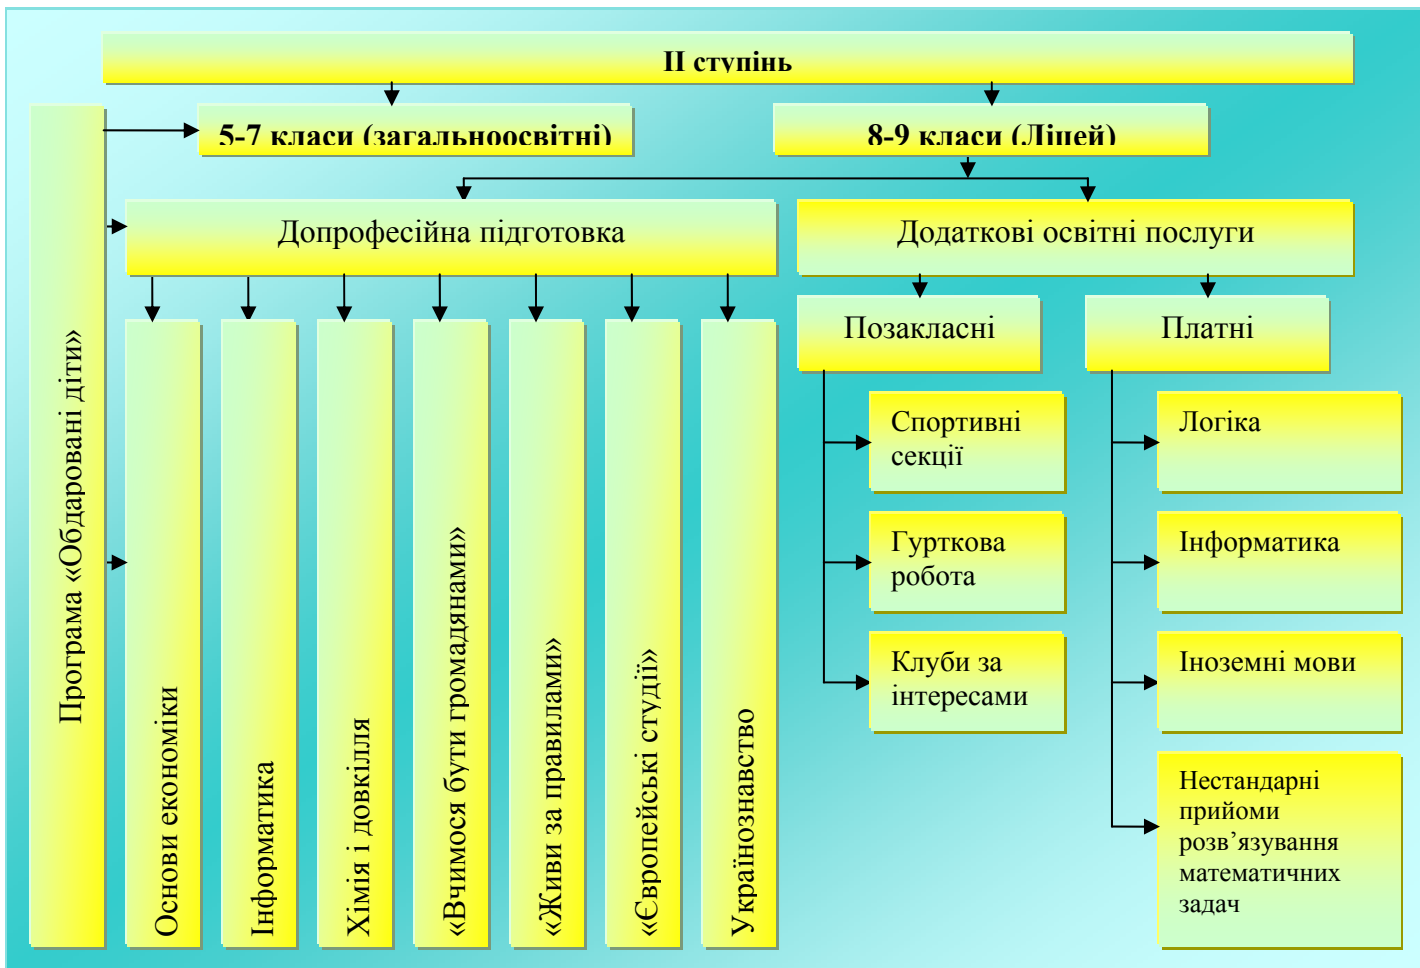 II ступінь
5-7 класи (загальноосвітні)
8-9 класи (Ліцей)
Програма «Обдаровані діти»
Допрофесійна підготовка
Додаткові освітні послуги
Основи економіки
Інформатика
Хімія і довкілля
«Вчимося бути громадянами»
«Живи за правилами»
«Європейські студії»
Українознавство
Позакласні
Спортивні
секції
Гурткова
робота
Клуби за
інтересами
Платні
Логіка
Інформатика
Іноземні мови
Нестандарні
прийоми
розв’язування
математичних
задач